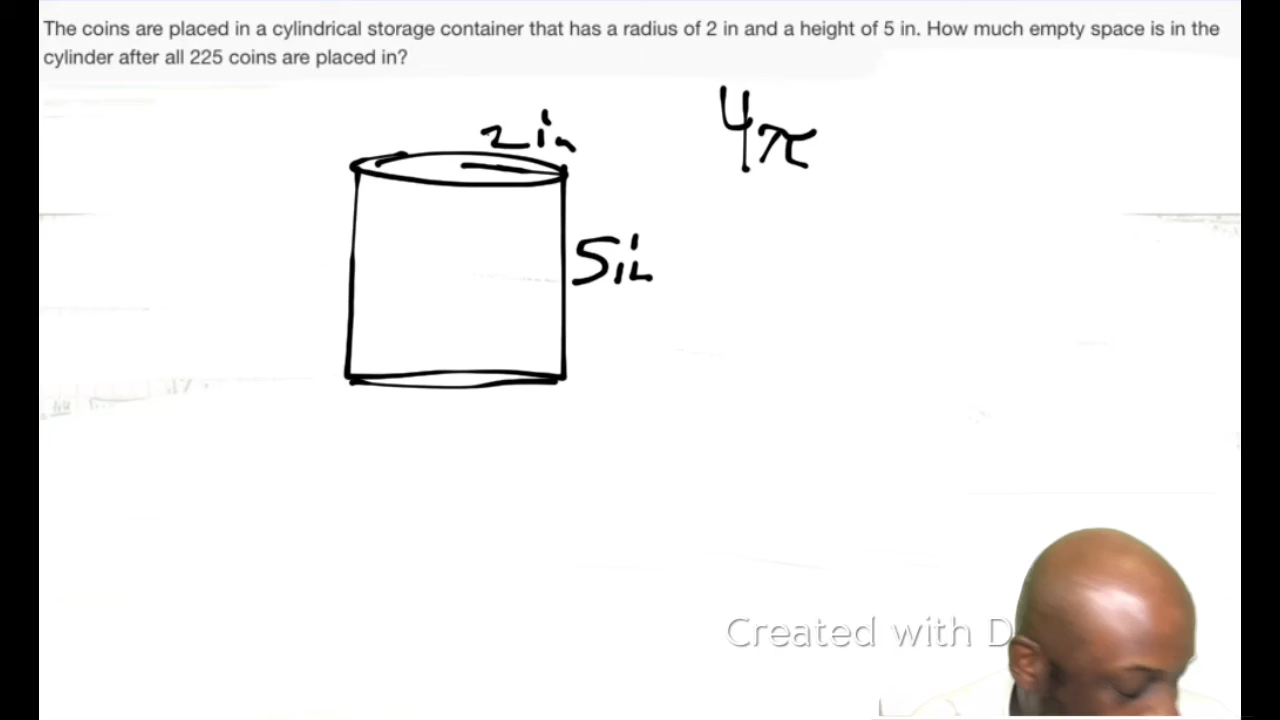 The coins are placed in a cylindrical storage container that has a radius of 2 in and a height of 5 in. How much empty space is in the
cylinder after all 225 coins are placed in?
2 in
4π
5in
Created with D